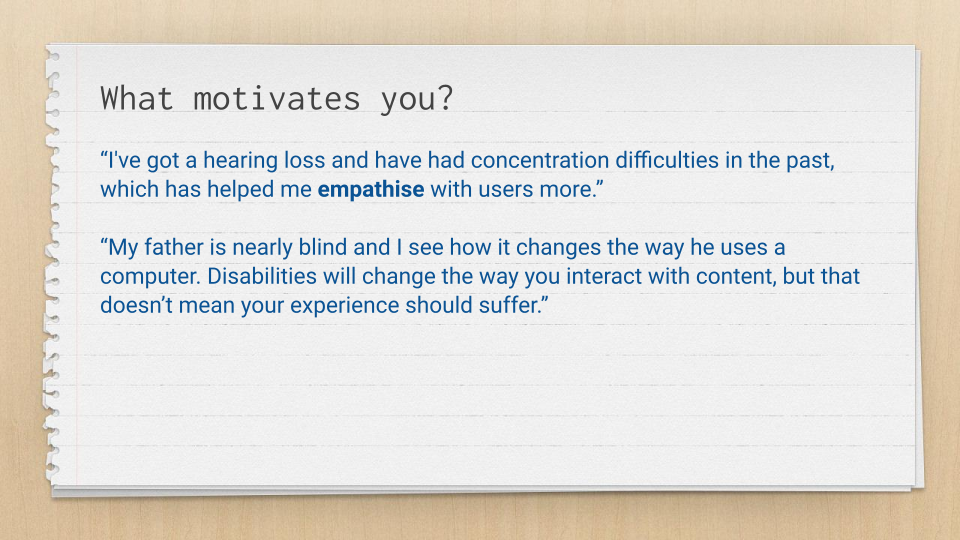 What motivates you?
“I've got a hearing loss and have had concentration difficulties in the past,
which has helped me empathise with users more.”
“My father is nearly blind and I see how it changes the way he uses a
computer. Disabilities will change the way you interact with content, but that
doesn’t mean your experience should suffer.”